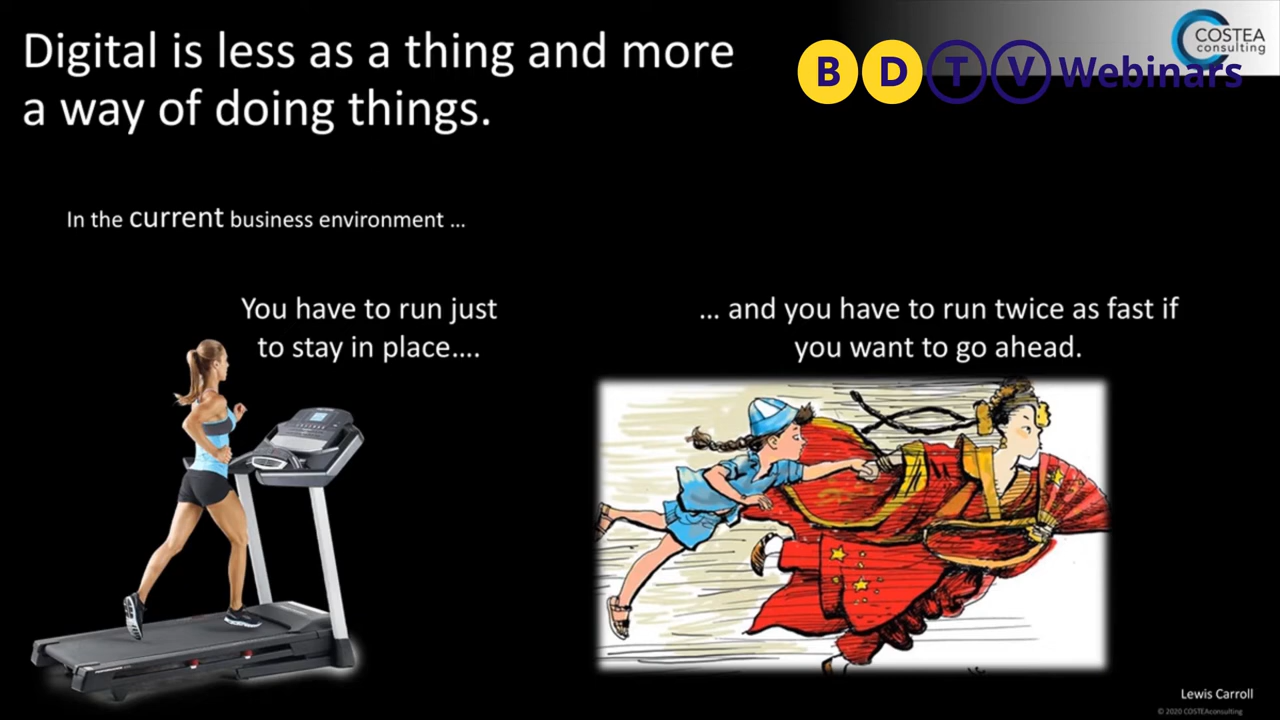 Digital is less as a thing and more
a way of doing things.
B D T V Webinars
COSTEA
consulting
In the current business environment ...
You have to run just
to stay in place....
... and you have to run twice as fast if
you want to go ahead.
Lewis Carroll
© 2020 COSTEAconsulting